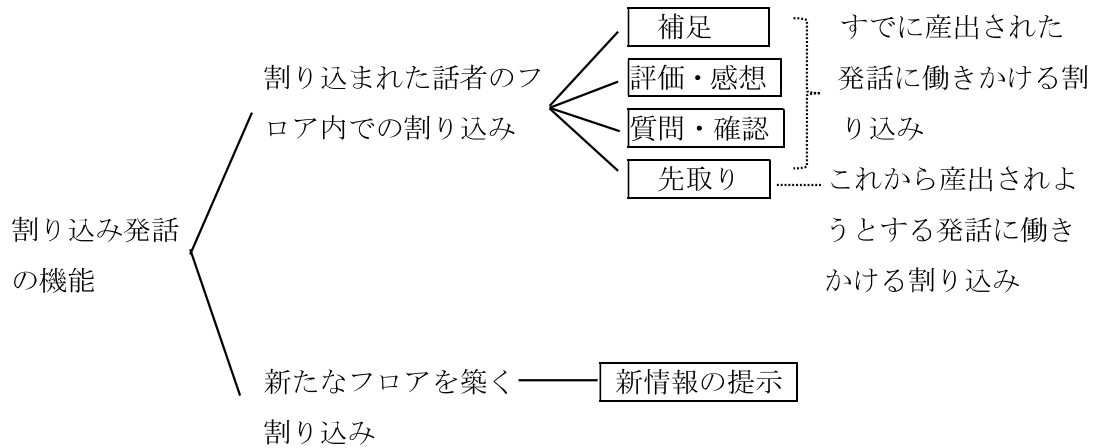 割り込み発話
の機能
割り込まれた話者のフ
ロア内での割り込み
補足
評価・感想
質問・確認
先取り
すでに産出された
発話に働きかける割
り込み
これから産出されよ
うとする発話に働き
かける割り込み
新たなフロアを築く
割り込み
新情報の提示